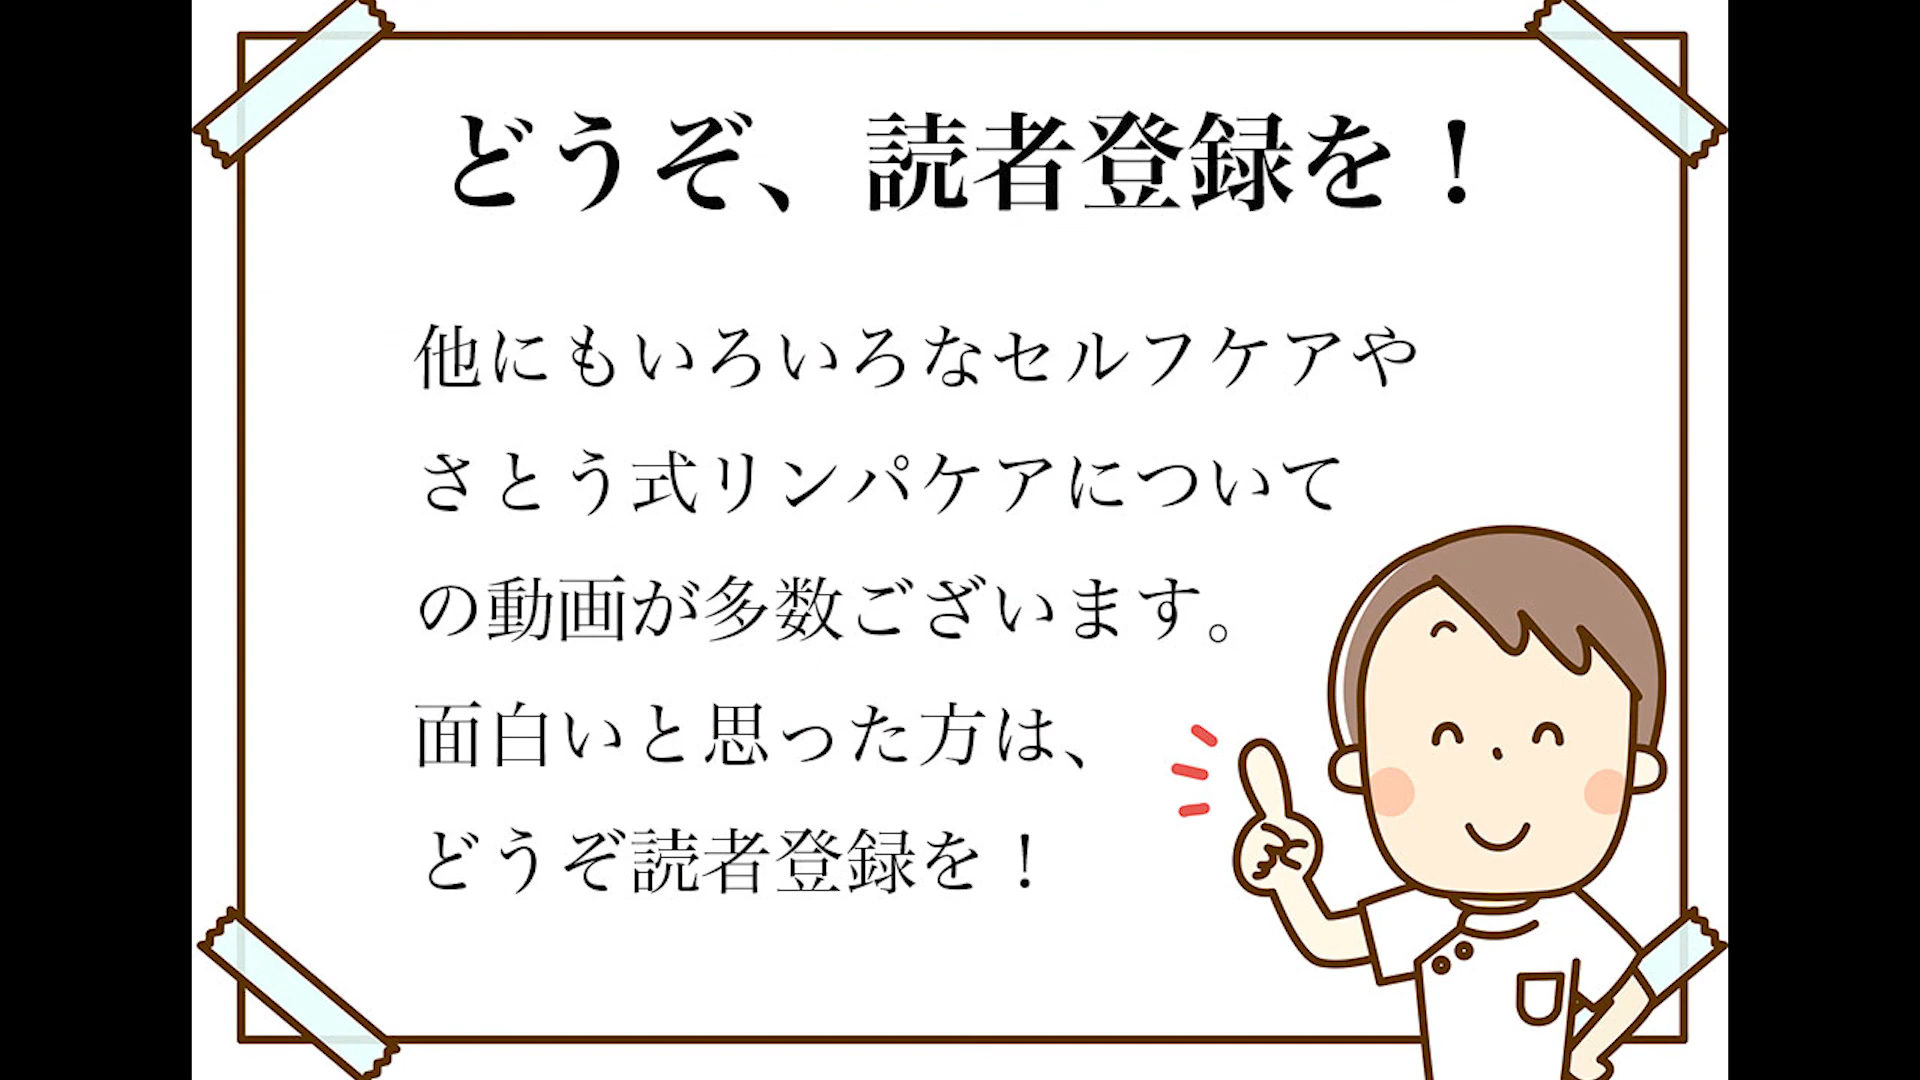 どうぞ、読者登録を！
他にもいろいろなセルフケアや
さとう式リンパケアについて
の動画が多数ございます。
面白いと思った方は、
どうぞ読者登録を！